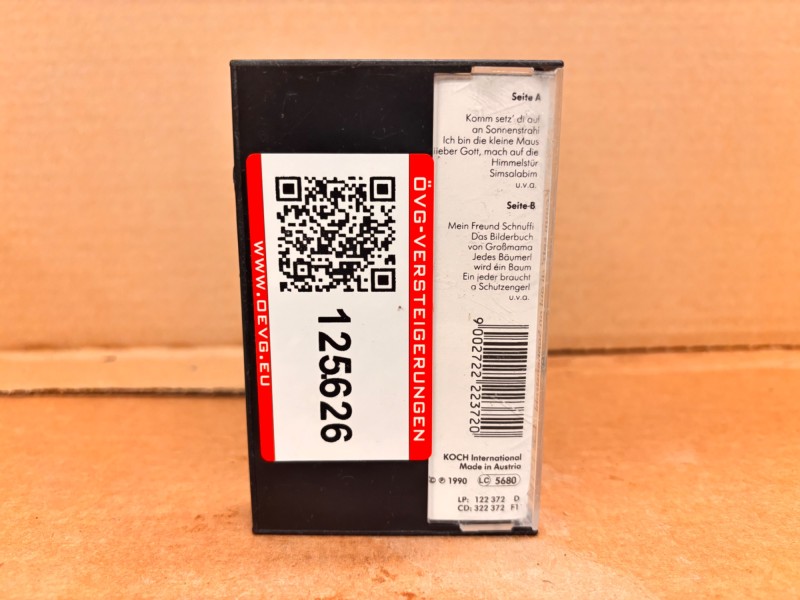 ÖVG-VERSTEIGERUNGEN
125.626
WWW.OEVG.EU
Seite A
Komm setz' di auf
an Sonnenstrahl
Ich bin die kleine Maus
lieber Gott, mach auf die
Himmelstür
Simsalabim
u.v.a.
Seite B
Mein Freund Schnuffi
Das Bilderbuch
von Großmama
Jedes Bäumerl
wird ein Baum
Ein jeder braucht
a Schutzengerl
u.v.a.
9 002722 223720
KOCH International
Made in Austria
© ℗ 1990 LC 5680
LP: 122 372 D
CD: 322 372 F1